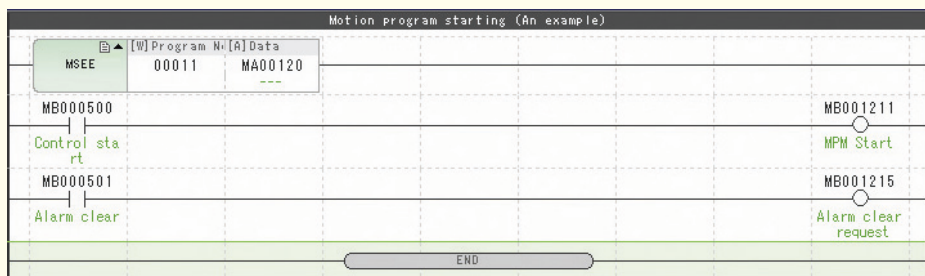 Motion program starting (An example)
[W]Program No [A]Data
MSEE 00011 MA00120
---
MB000500 MB001211
Control sta
rt
MPM Start
MB000501 MB001215
Alarm clear
Alarm clear
request
END